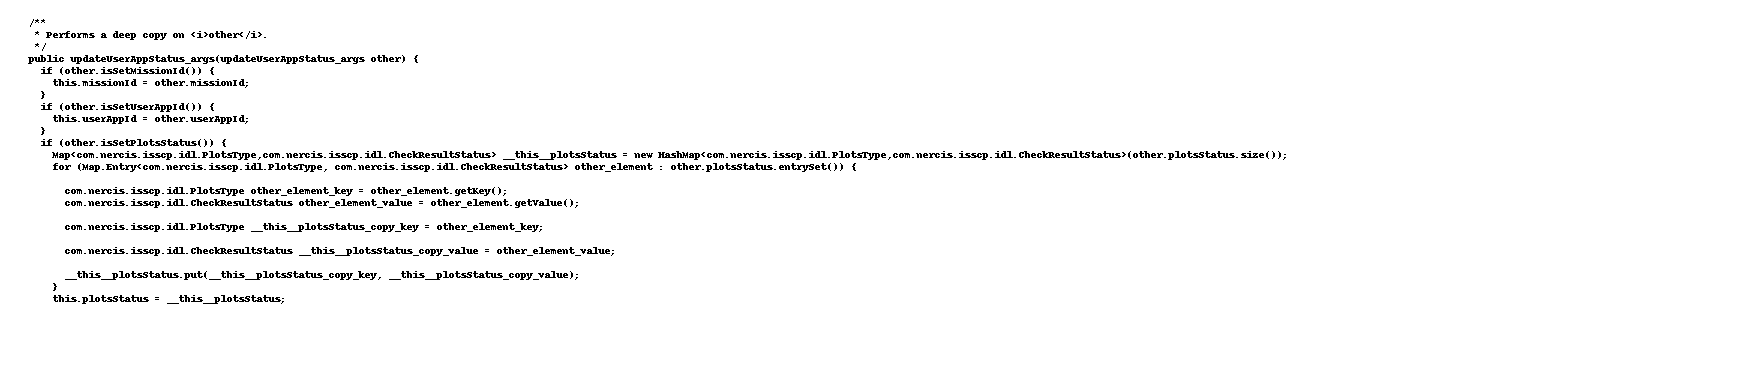 /**
 * Performs a deep copy on <i>other</i>.
 */
public updateUserAppStatus_args(updateUserAppStatus_args other) {
  if (other.isSetMissionId()) {
    this.missionId = other.missionId;
  }
  if (other.isSetUserAppId()) {
    this.userAppId = other.userAppId;
  }
  if (other.isSetPlotsStatus()) {
    Map<com.nercis.isscp.idl.PlotsType,com.nercis.isscp.idl.CheckResultStatus> __this__plotsStatus = new HashMap<com.nercis.isscp.idl.PlotsType,com.nercis.isscp.idl.CheckResultStatus>(other.plotsStatus.size());
    for (Map.Entry<com.nercis.isscp.idl.PlotsType, com.nercis.isscp.idl.CheckResultStatus> other_element : other.plotsStatus.entrySet()) {

      com.nercis.isscp.idl.PlotsType other_element_key = other_element.getKey();
      com.nercis.isscp.idl.CheckResultStatus other_element_value = other_element.getValue();

      com.nercis.isscp.idl.PlotsType __this__plotsStatus_copy_key = other_element_key;

      com.nercis.isscp.idl.CheckResultStatus __this__plotsStatus_copy_value = other_element_value;

      __this__plotsStatus.put(__this__plotsStatus_copy_key, __this__plotsStatus_copy_value);
    }
    this.plotsStatus = __this__plotsStatus;